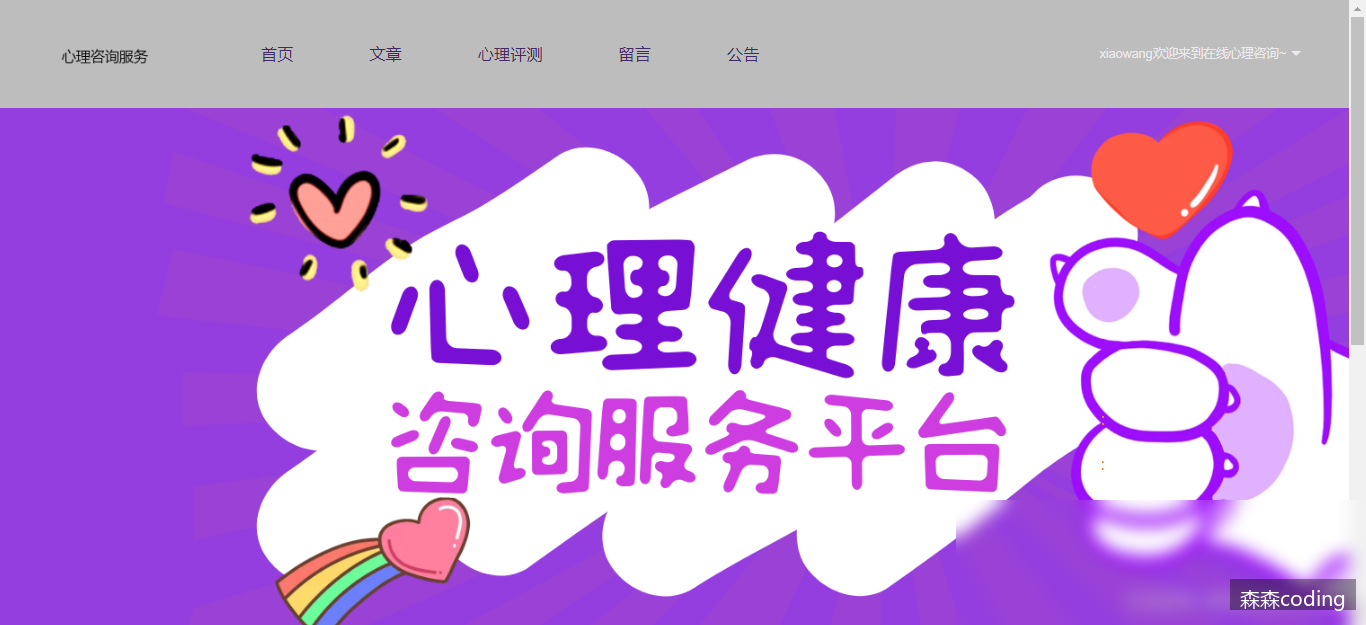 心理咨询服务
首页 文章 心理评测 留言 公告
xiaowang欢迎来到在线心理咨询~
心理健康
咨询服务平台
:
:
森森coding